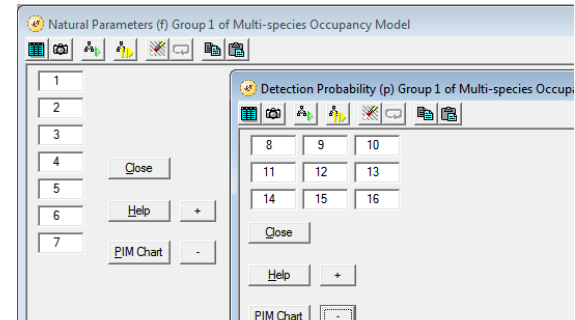 Natural Parameters (f) Group 1 of Multi-species Occupancy Model
1
2
3
4
5
6
7
Close
Help +
PIM Chart -
Detection Probability (p) Group 1 of Multi-species Occupa
8 9 10
11 12 13
14 15 16
Close
Help +
PIM Chart -